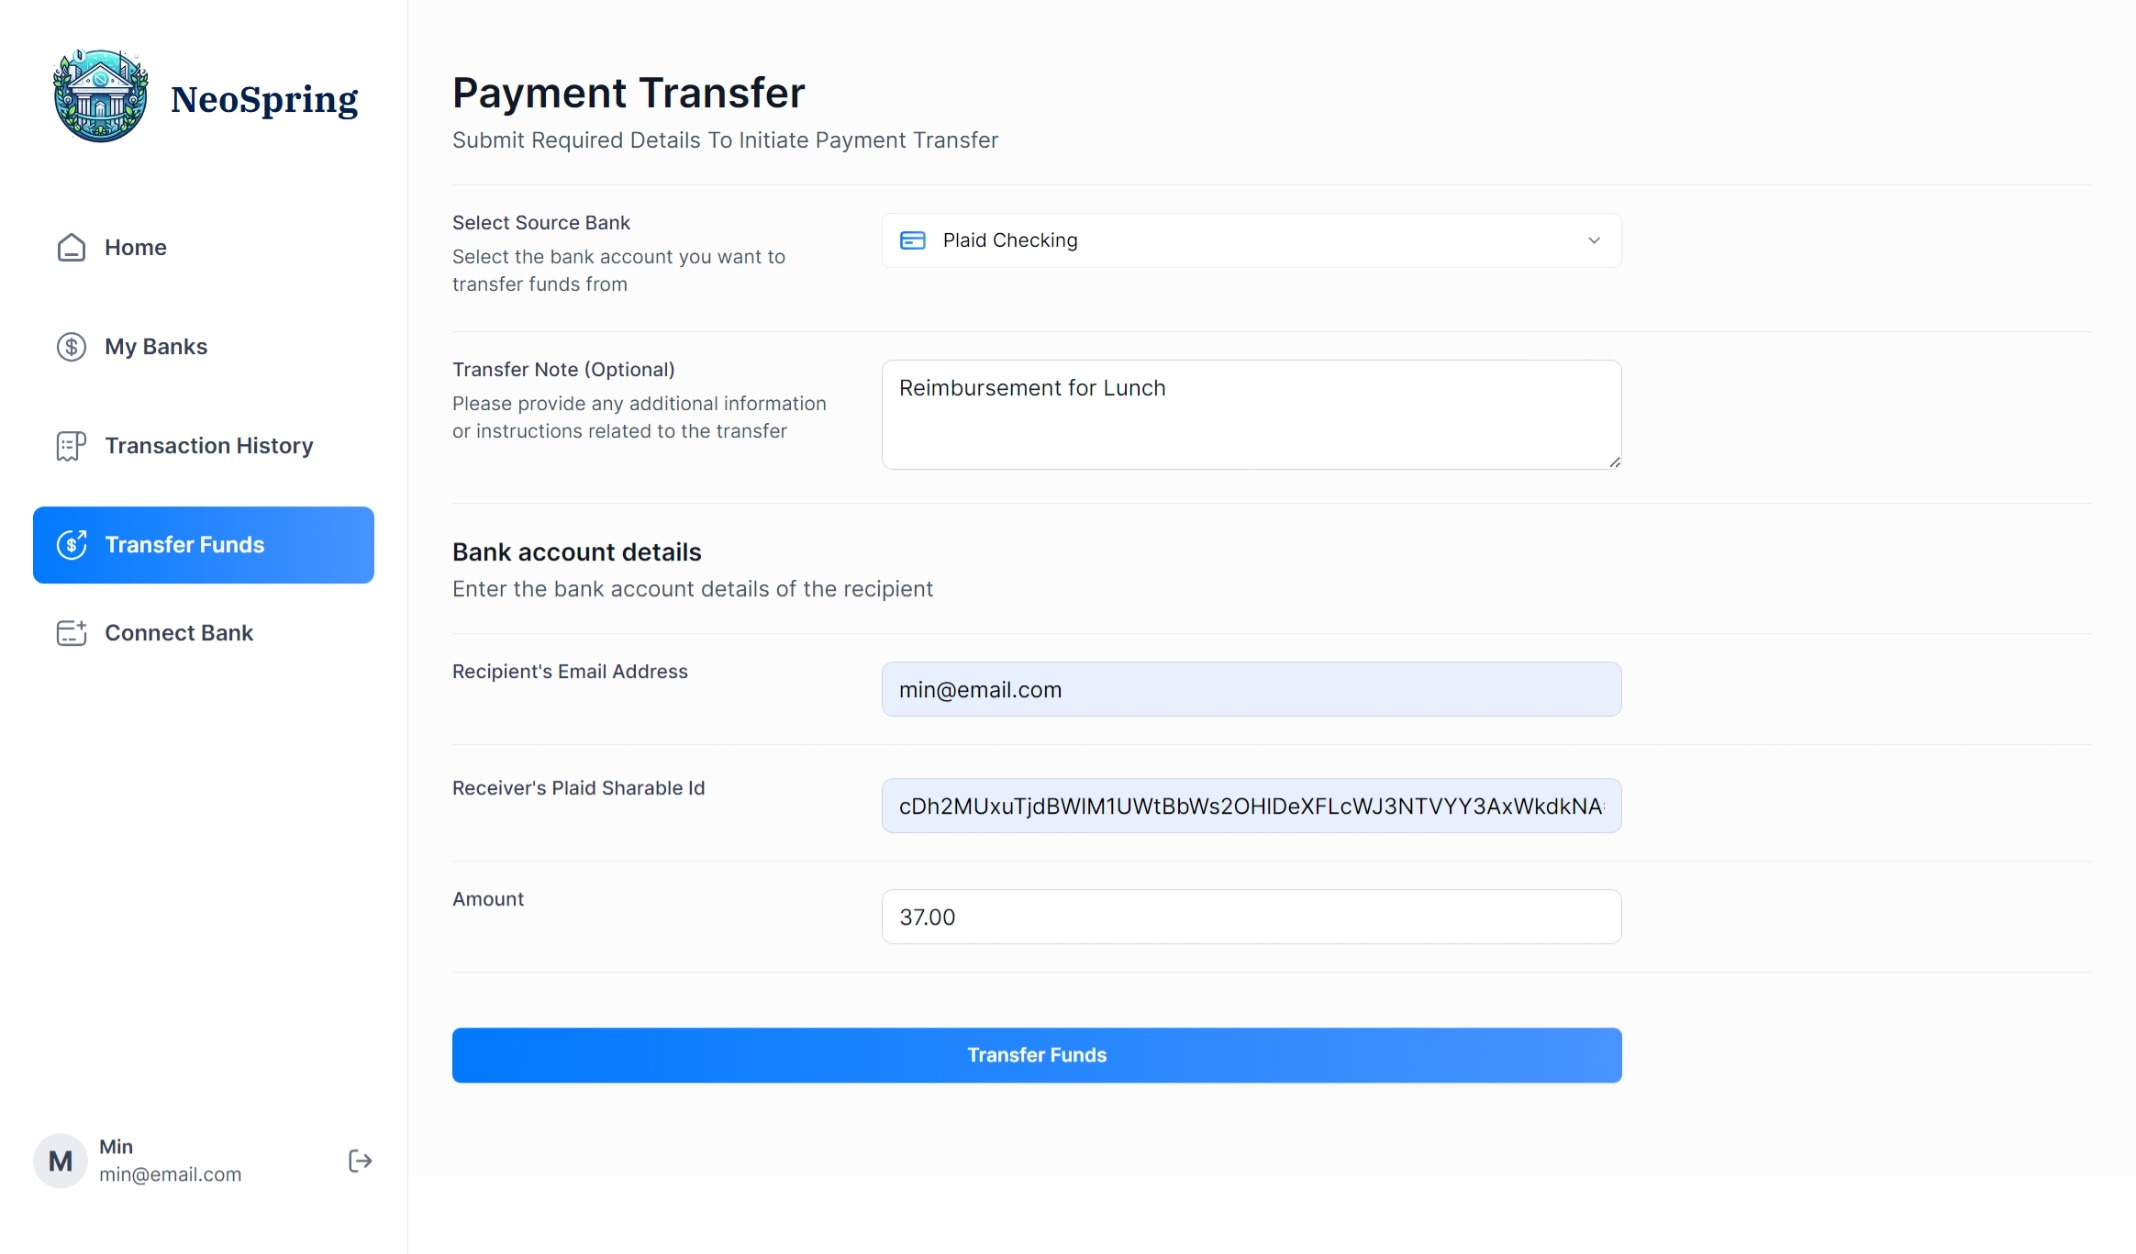 NeoSpring
Home
My Banks
Transaction History
Transfer Funds
Connect Bank
M
Min
min@email.com
Payment Transfer
Submit Required Details To Initiate Payment Transfer
Select Source Bank
Select the bank account you want to
transfer funds from
Plaid Checking
Transfer Note (Optional)
Please provide any additional information
or instructions related to the transfer
Reimbursement for Lunch
Bank account details
Enter the bank account details of the recipient
Recipient's Email Address
min@email.com
Receiver's Plaid Sharable Id
cDh2MUxuTjdBWlM1UWtBbWs2OHlDeXFLcWJ3NTVYY3AxWkdkNA
Amount
37.00
Transfer Funds